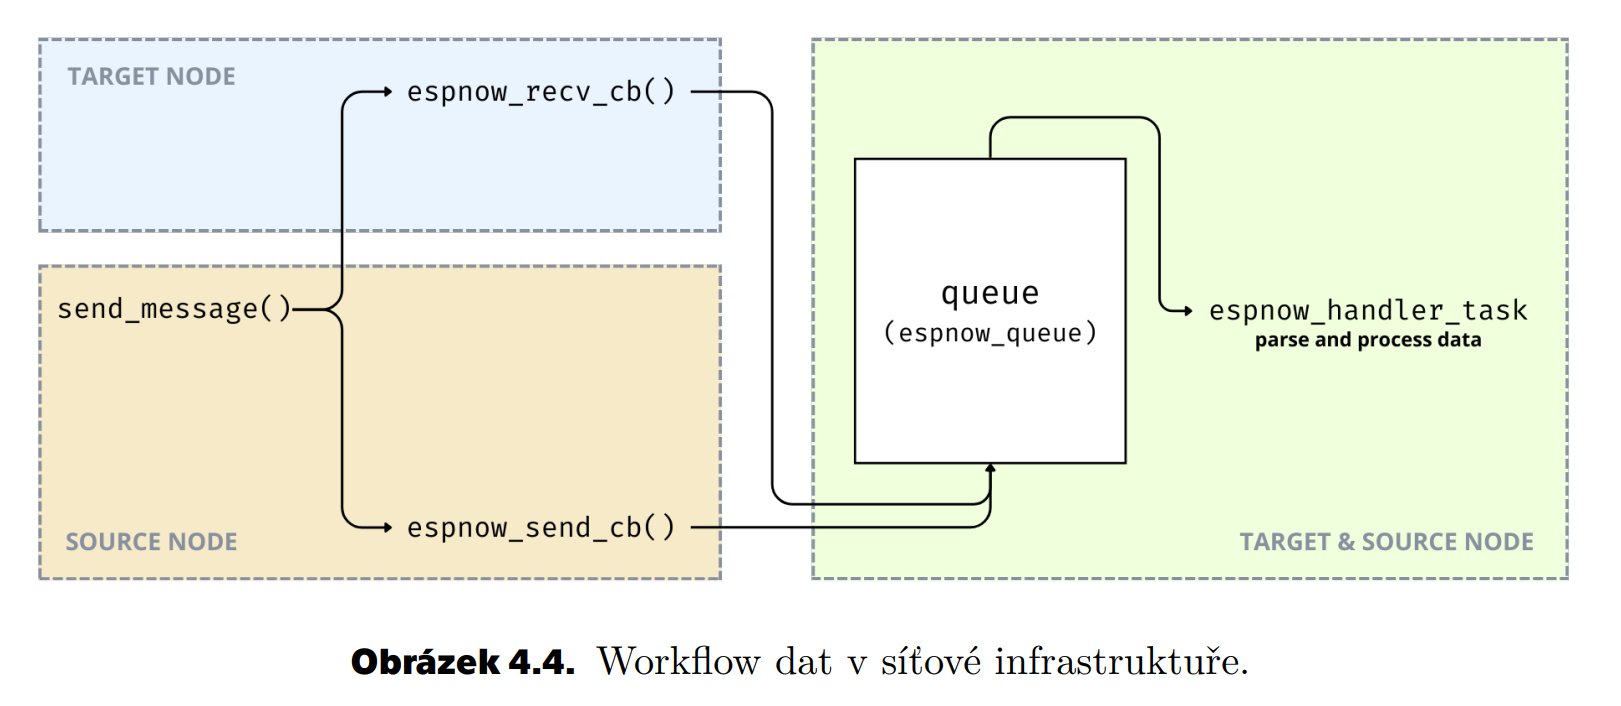 TARGET NODE
espnow_recv_cb()
send_message()
espnow_send_cb()
SOURCE NODE
queue
(espnow_queue)
espnow_handler_task
parse and process data
TARGET & SOURCE NODE
Obrázek 4.4. Workflow dat v síťové infrastruktuře.